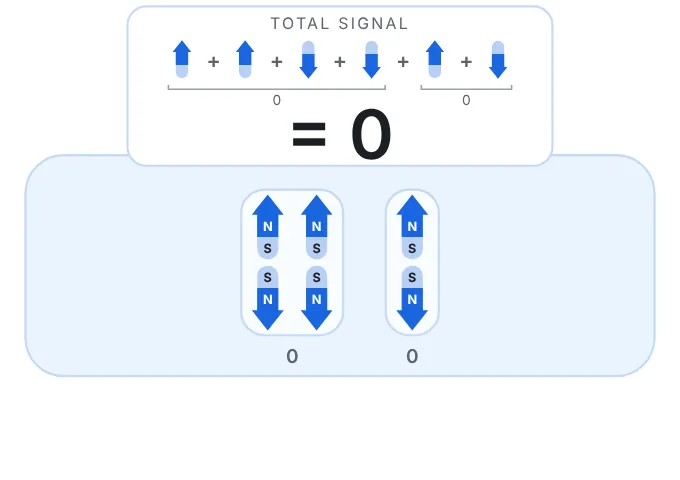 TOTAL SIGNAL
+ + + + +
0 0
= 0
N N N
S S S
S S S
N N N
0 0